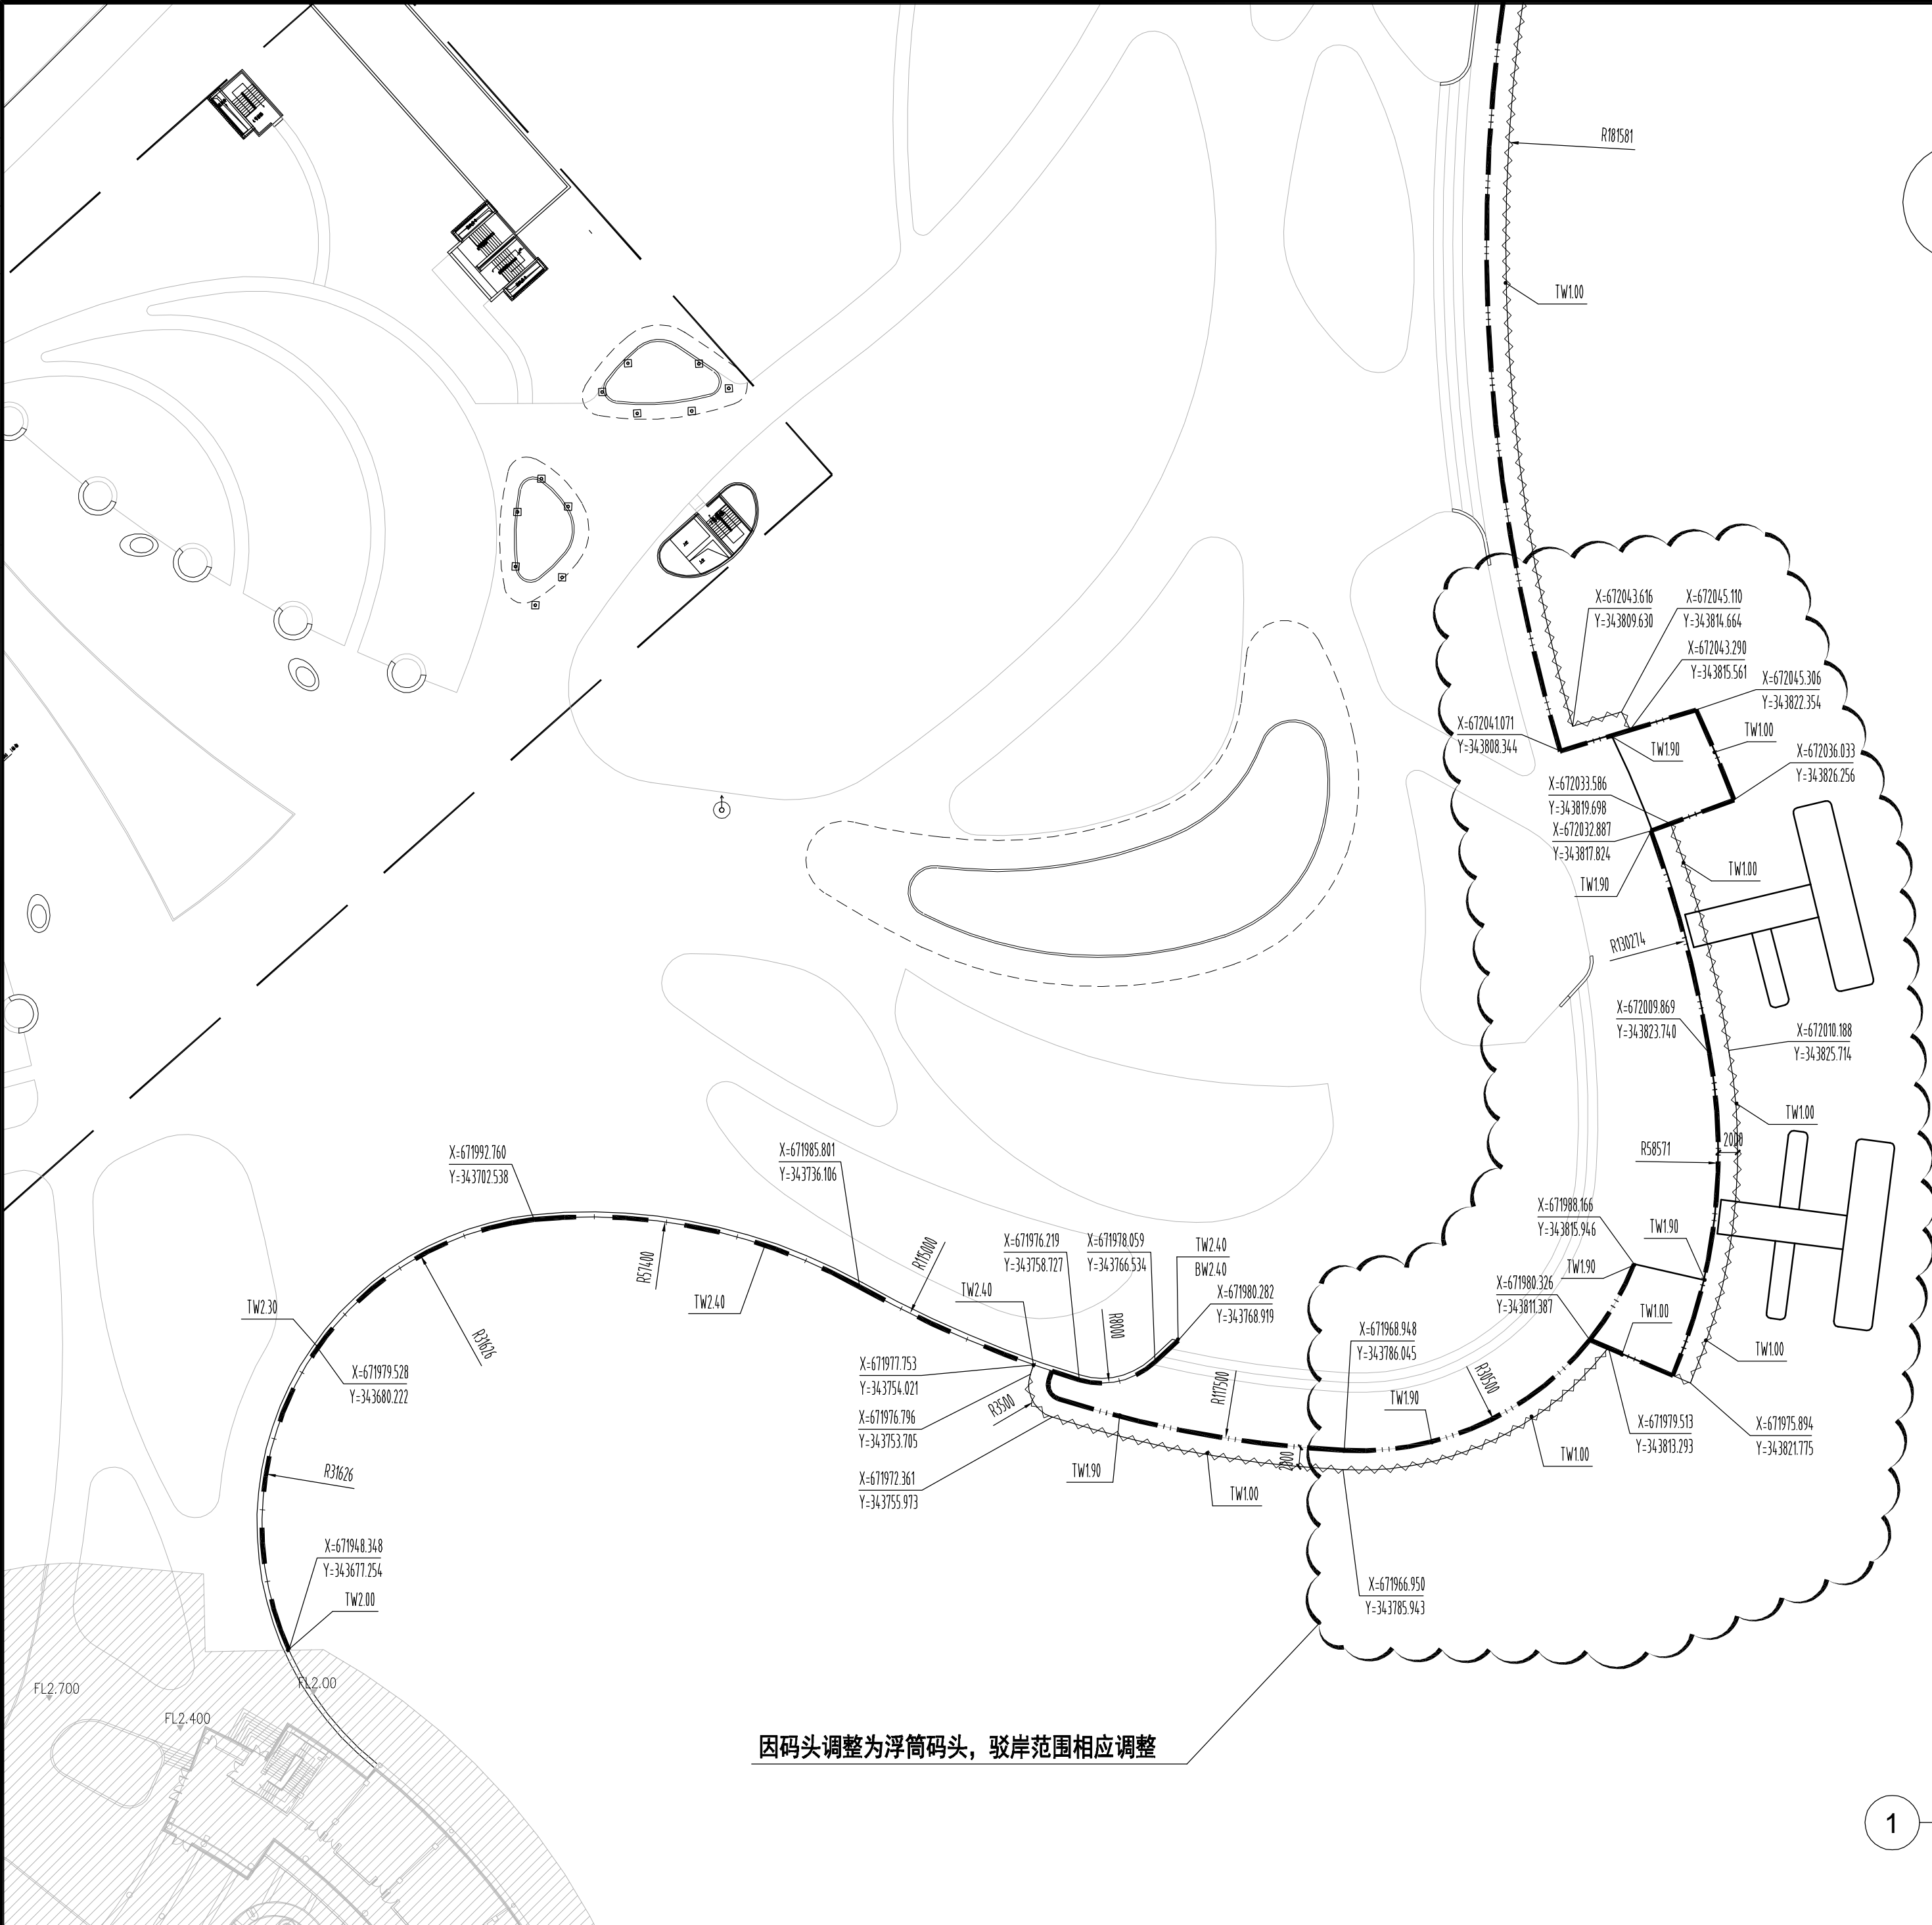 R181581
TW1.00
X=672043.616
Y=343809.630
X=672045.110
Y=343814.664
X=672043.290
Y=343815.561
X=672045.306
Y=343822.354
X=672041.071
Y=343808.344
TW1.90
TW1.00
X=672036.033
Y=343826.256
X=672033.586
Y=343819.698
X=672032.887
Y=343817.824
TW1.90
TW1.00
R130274
X=672009.869
Y=343823.740
X=672010.188
Y=343825.714
TW1.00
2000
R58571
X=671992.760
Y=343702.538
X=671985.801
Y=343736.106
X=671988.166
Y=343815.946
TW1.90
TW1.90
X=671976.219
Y=343758.727
X=671978.059
Y=343766.534
TW2.40
BW2.40
R115000
R57400
TW2.40
TW2.40
X=671980.282
Y=343768.919
X=671980.326
Y=343811.387
TW1.00
TW2.30
R31626
R8000
X=671968.948
Y=343786.045
TW1.00
X=671979.528
Y=343680.222
X=671977.753
Y=343754.021
R3500
R117500
TW1.90
R30500
X=671976.796
Y=343753.705
X=671979.513
Y=343813.293
X=671975.894
Y=343821.775
R31626
X=671972.361
Y=343755.973
TW1.90
TW1.00
TW1.00
X=671948.348
Y=343677.254
TW2.00
X=671966.950
Y=343785.943
FL2.00
FL2.700
FL2.400
因码头调整为浮筒码头，驳岸范围相应调整
1